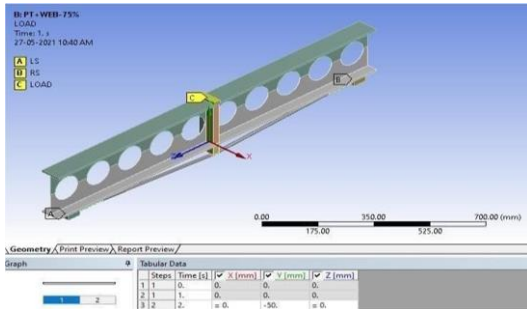 B: PT+WEB-75%
LOAD
Time: 1. s
27-05-2021 10:40 AM
A LS
B RS
C LOAD
C
B
A
Z
X
0.00 350.00 700.00 (mm)
175.00 525.00
Geometry Print Preview Report Preview
Graph Tabular Data
Steps Time [s] X [mm] Y [mm] Z [mm]
1 1 0. 0. 0. 0.
2 1 1. 0. 0. 0.
3 2 2. = 0. -50. = 0.
1 2